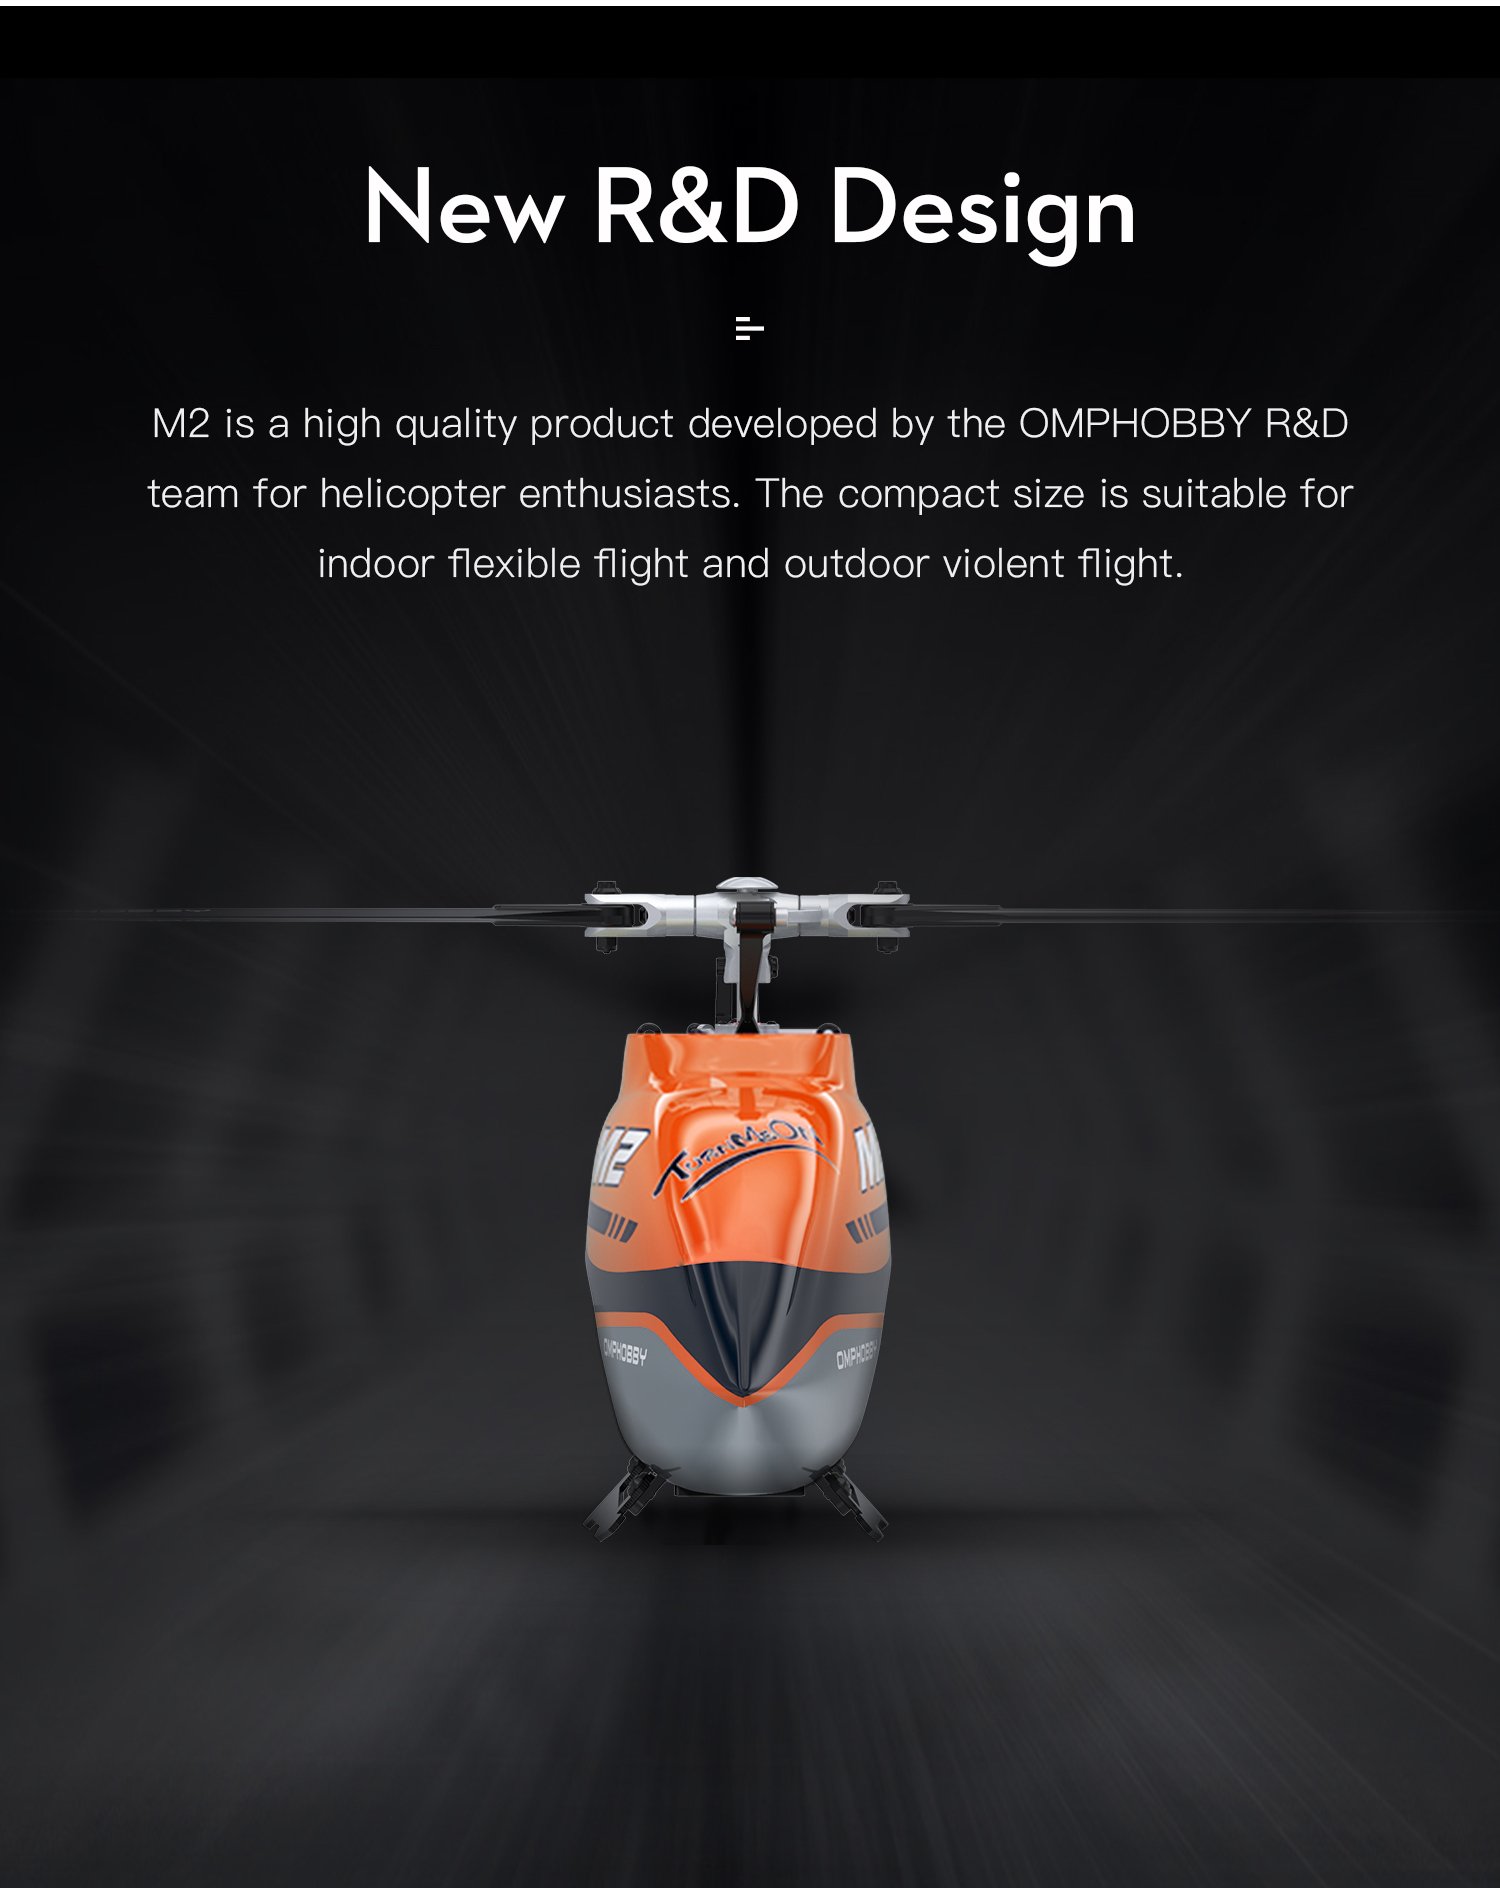 New R&D Design
M2 is a high quality product developed by the OMPHOBBY R&D
team for helicopter enthusiasts. The compact size is suitable for
indoor flexible flight and outdoor violent flight.
M2
OMPHOBBY
OMPHOBBY